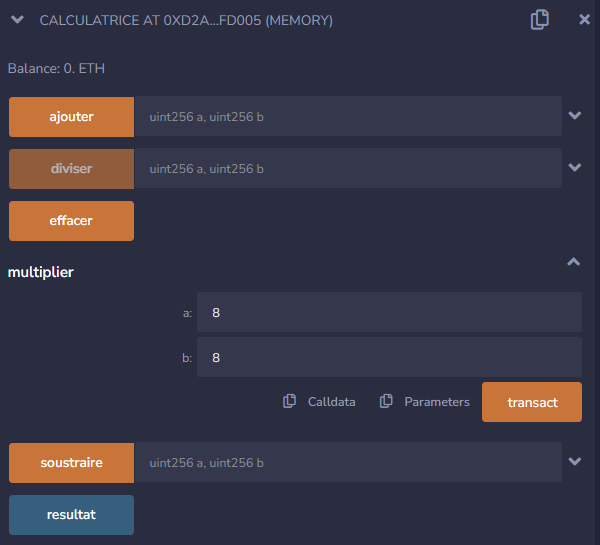 CALCULATRICE AT 0XD2A...FD005 (MEMORY)
Balance: 0. ETH
ajouter uint256 a, uint256 b
diviser uint256 a, uint256 b
effacer
multiplier
a: 8
b: 8
Calldata Parameters transact
soustraire uint256 a, uint256 b
resultat